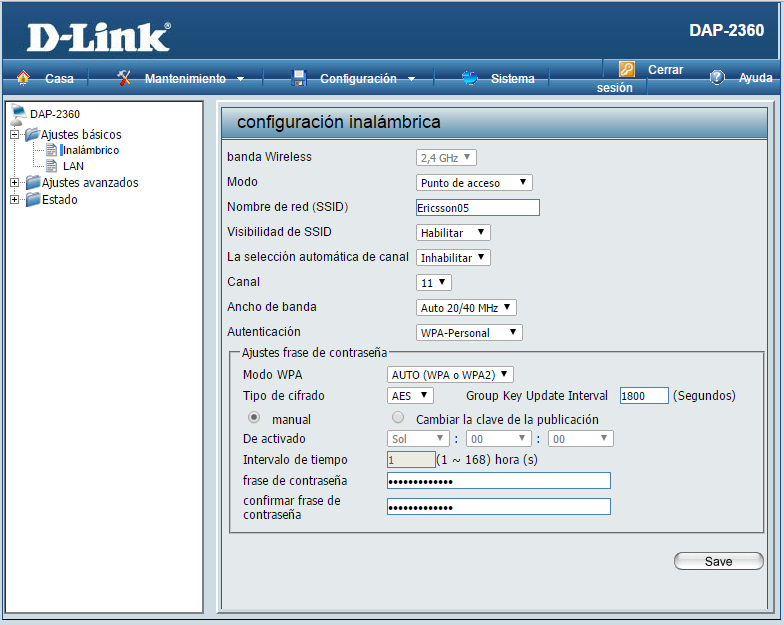 D-Link®
DAP-2360
Casa
Mantenimiento
Configuración
Sistema
Cerrar
sesión
Ayuda
DAP-2360
Ajustes básicos
Inalámbrico
LAN
Ajustes avanzados
Estado
configuración inalámbrica
banda Wireless 2,4 GHz
Modo Punto de acceso
Nombre de red (SSID) Ericsson05
Visibilidad de SSID Habilitar
La selección automática de canal Inhabilitar
Canal 11
Ancho de banda Auto 20/40 MHz
Autenticación WPA-Personal
Ajustes frase de contraseña
Modo WPA AUTO (WPA o WPA2)
Tipo de cifrado AES Group Key Update Interval 1800 (Segundos)
manual Cambiar la clave de la publicación
De activado Sol : 00 : 00
Intervalo de tiempo 1 (1 ~ 168) hora (s)
frase de contraseña •••••••••••••
confirmar frase de
contraseña •••••••••••••
Save